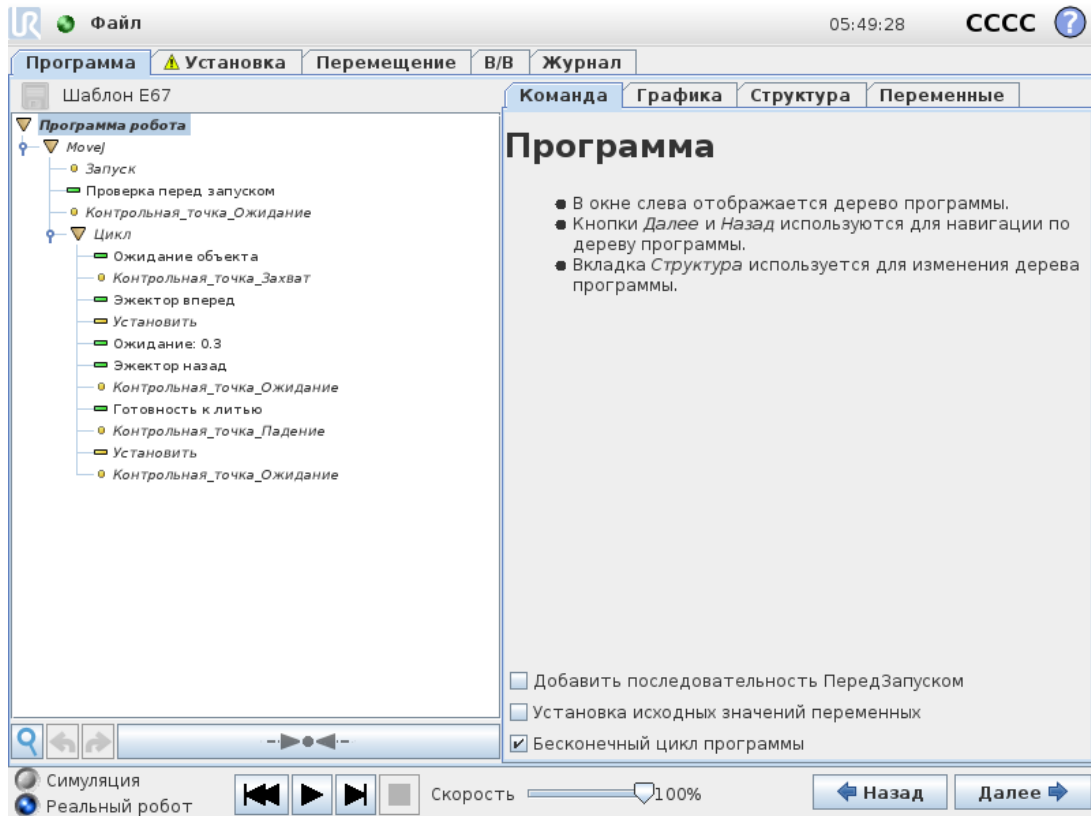 Файл
05:49:28
CCCC
?
Программа
Установка
Перемещение
В/В
Журнал
Шаблон E67
Команда
Графика
Структура
Переменные
Программа робота
MoveJ
Запуск
Проверка перед запуском
Контрольная_точка_Ожидание
Цикл
Ожидание объекта
Контрольная_точка_Захват
Эжектор вперед
Установить
Ожидание: 0.3
Эжектор назад
Контрольная_точка_Ожидание
Готовность к литью
Контрольная_точка_Падение
Установить
Контрольная_точка_Ожидание
Программа
В окне слева отображается дерево программы.
Кнопки Далее и Назад используются для навигации по
дереву программы.
Вкладка Структура используется для изменения дерева
программы.
Добавить последовательность ПередЗапуском
Установка исходных значений переменных
Бесконечный цикл программы
Симуляция
Реальный робот
Скорость
100%
Назад
Далее